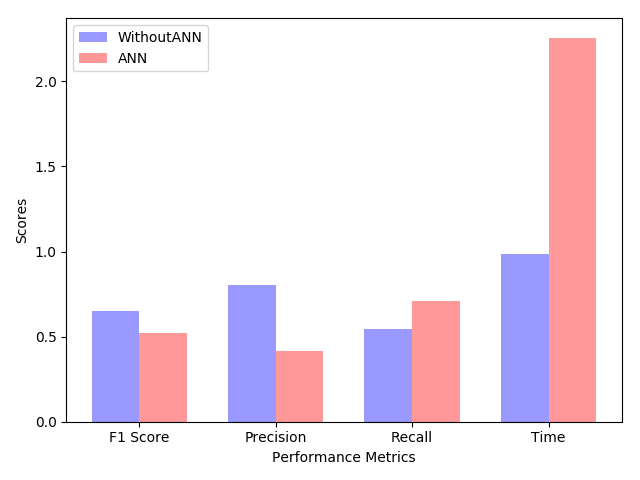 WithoutANN
ANN
2.0
1.5
1.0
0.5
0.0
Scores
F1 Score Precision Recall Time
Performance Metrics